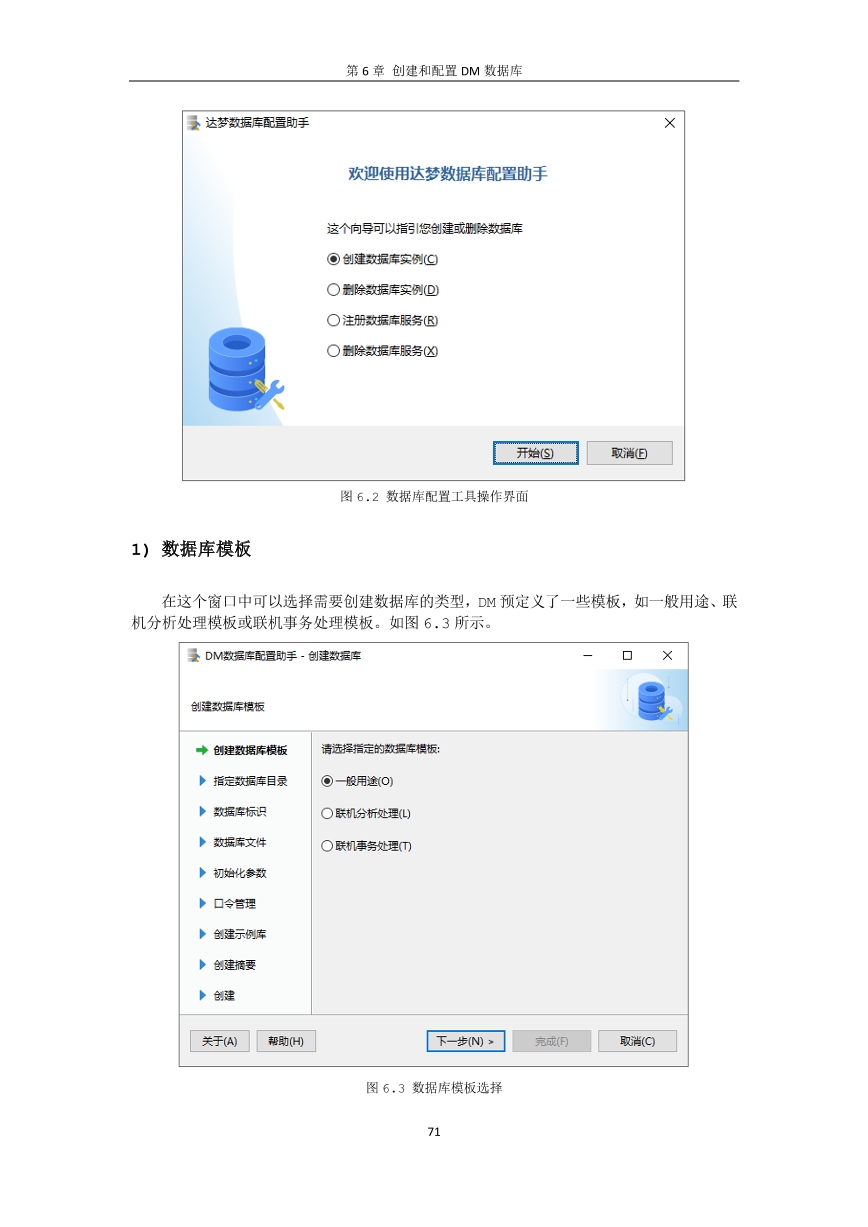 第 6 章 创建和配置 DM 数据库
达梦数据库配置助手
欢迎使用达梦数据库配置助手
这个向导可以指引您创建或删除数据库
创建数据库实例(C)
删除数据库实例(D)
注册数据库服务(R)
删除数据库服务(X)
开始(S) 取消(F)
图 6.2 数据库配置工具操作界面
1) 数据库模板
在这个窗口中可以选择需要创建数据库的类型，DM 预定义了一些模板，如一般用途、联
机分析处理模板或联机事务处理模板。如图 6.3 所示。
DM数据库配置助手 - 创建数据库
创建数据库模板
创建数据库模板
指定数据库目录
数据库标识
数据库文件
初始化参数
口令管理
创建示例库
创建摘要
创建
请选择指定的数据库模板:
一般用途(O)
联机分析处理(L)
联机事务处理(T)
关于(A) 帮助(H) 下一步(N) > 完成(F) 取消(C)
图 6.3 数据库模板选择
71